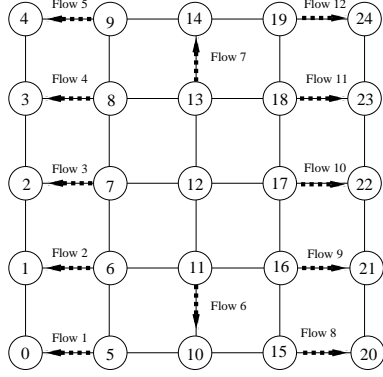 Flow 5
Flow 12
4 9 14 19 24
Flow 7
Flow 4
Flow 11
3 8 13 18 23
Flow 3
Flow 10
2 7 12 17 22
Flow 2
Flow 9
1 6 11 16 21
Flow 6
Flow 1
Flow 8
0 5 10 15 20